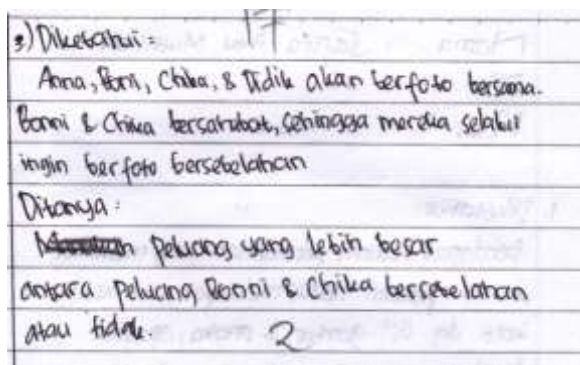 17
3) Diketahui:
Anna, Bonni, Chika, & Didik akan berfoto bersama.
Bonni & Chika bersahabat, sehingga mereka selalu
ingin berfoto bersebelahan
Ditanya:
peluang yang lebih besar
antara peluang Bonni & Chika bersebelahan
atau tidak
2